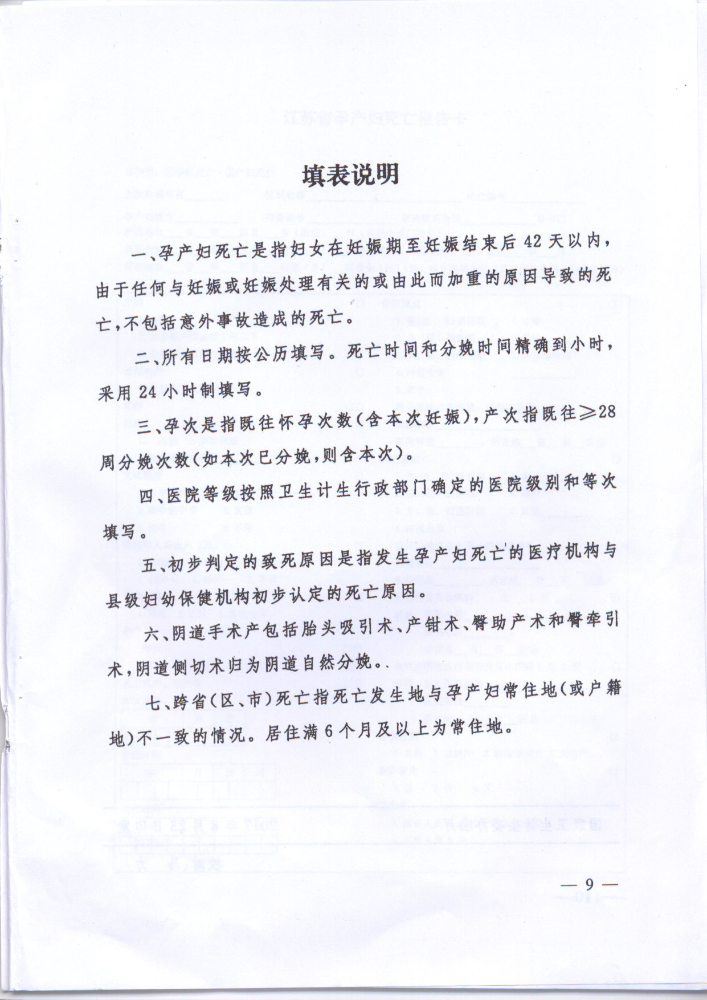 填表说明
一、孕产妇死亡是指妇女在妊娠期至妊娠结束后 42 天以内，
由于任何与妊娠或妊娠处理有关的或由此而加重的原因导致的死
亡，不包括意外事故造成的死亡。
二、所有日期按公历填写。死亡时间和分娩时间精确到小时，
采用 24 小时制填写。
三、孕次是指既往怀孕次数(含本次妊娠)，产次指既往≥28
周分娩次数(如本次已分娩，则含本次)。
四、医院等级按照卫生计生行政部门确定的医院级别和等次
填写。
五、初步判定的致死原因是指发生孕产妇死亡的医疗机构与
县级妇幼保健机构初步认定的死亡原因。
六、阴道手术产包括胎头吸引术、产钳术、臀助产术和臀牵引
术，阴道侧切术归为阴道自然分娩。
七、跨省(区、市)死亡指死亡发生地与孕产妇常住地(或户籍
地)不一致的情况。居住满 6 个月及以上为常住地。
— 9 —